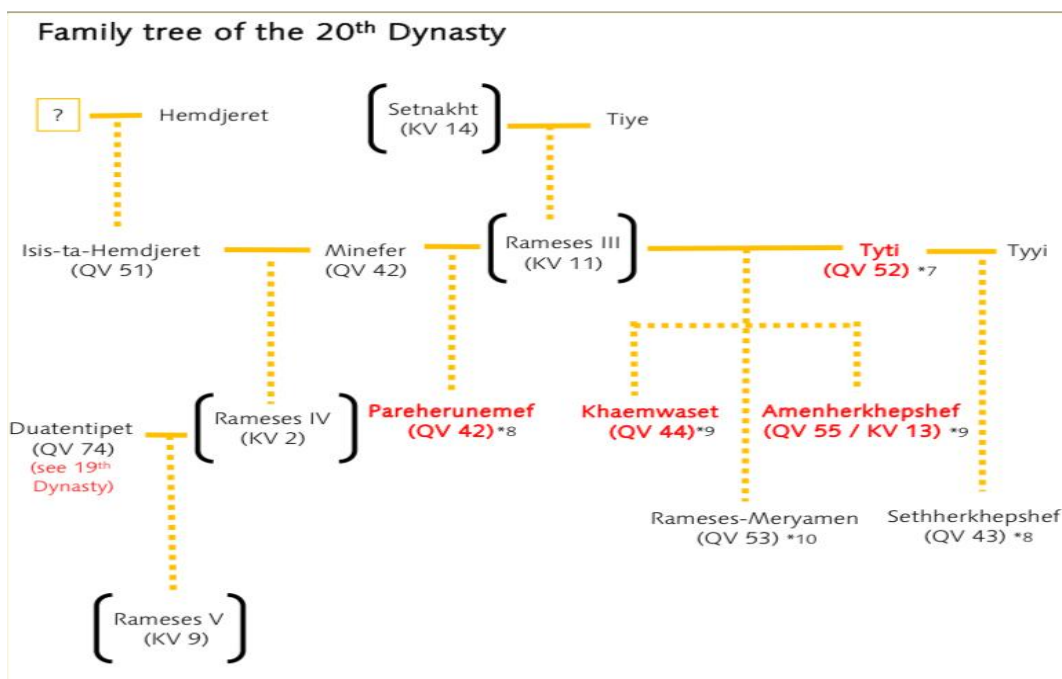 Family tree of the 20th Dynasty
?
Hemdjeret
Setnakht
(KV 14)
Tiye
Isis-ta-Hemdjeret
(QV 51)
Minefer
(QV 42)
Rameses III
(KV 11)
Tyti
(QV 52) *7
Tyyi
Duatentipet
(QV 74)
(see 19th
Dynasty)
Rameses IV
(KV 2)
Pareherunemef
(QV 42) *8
Khaemwaset
(QV 44) *9
Amenherkhepshef
(QV 55 / KV 13) *9
Rameses-Meryamen
(QV 53) *10
Sethherkhepshef
(QV 43) *8
Rameses V
(KV 9)